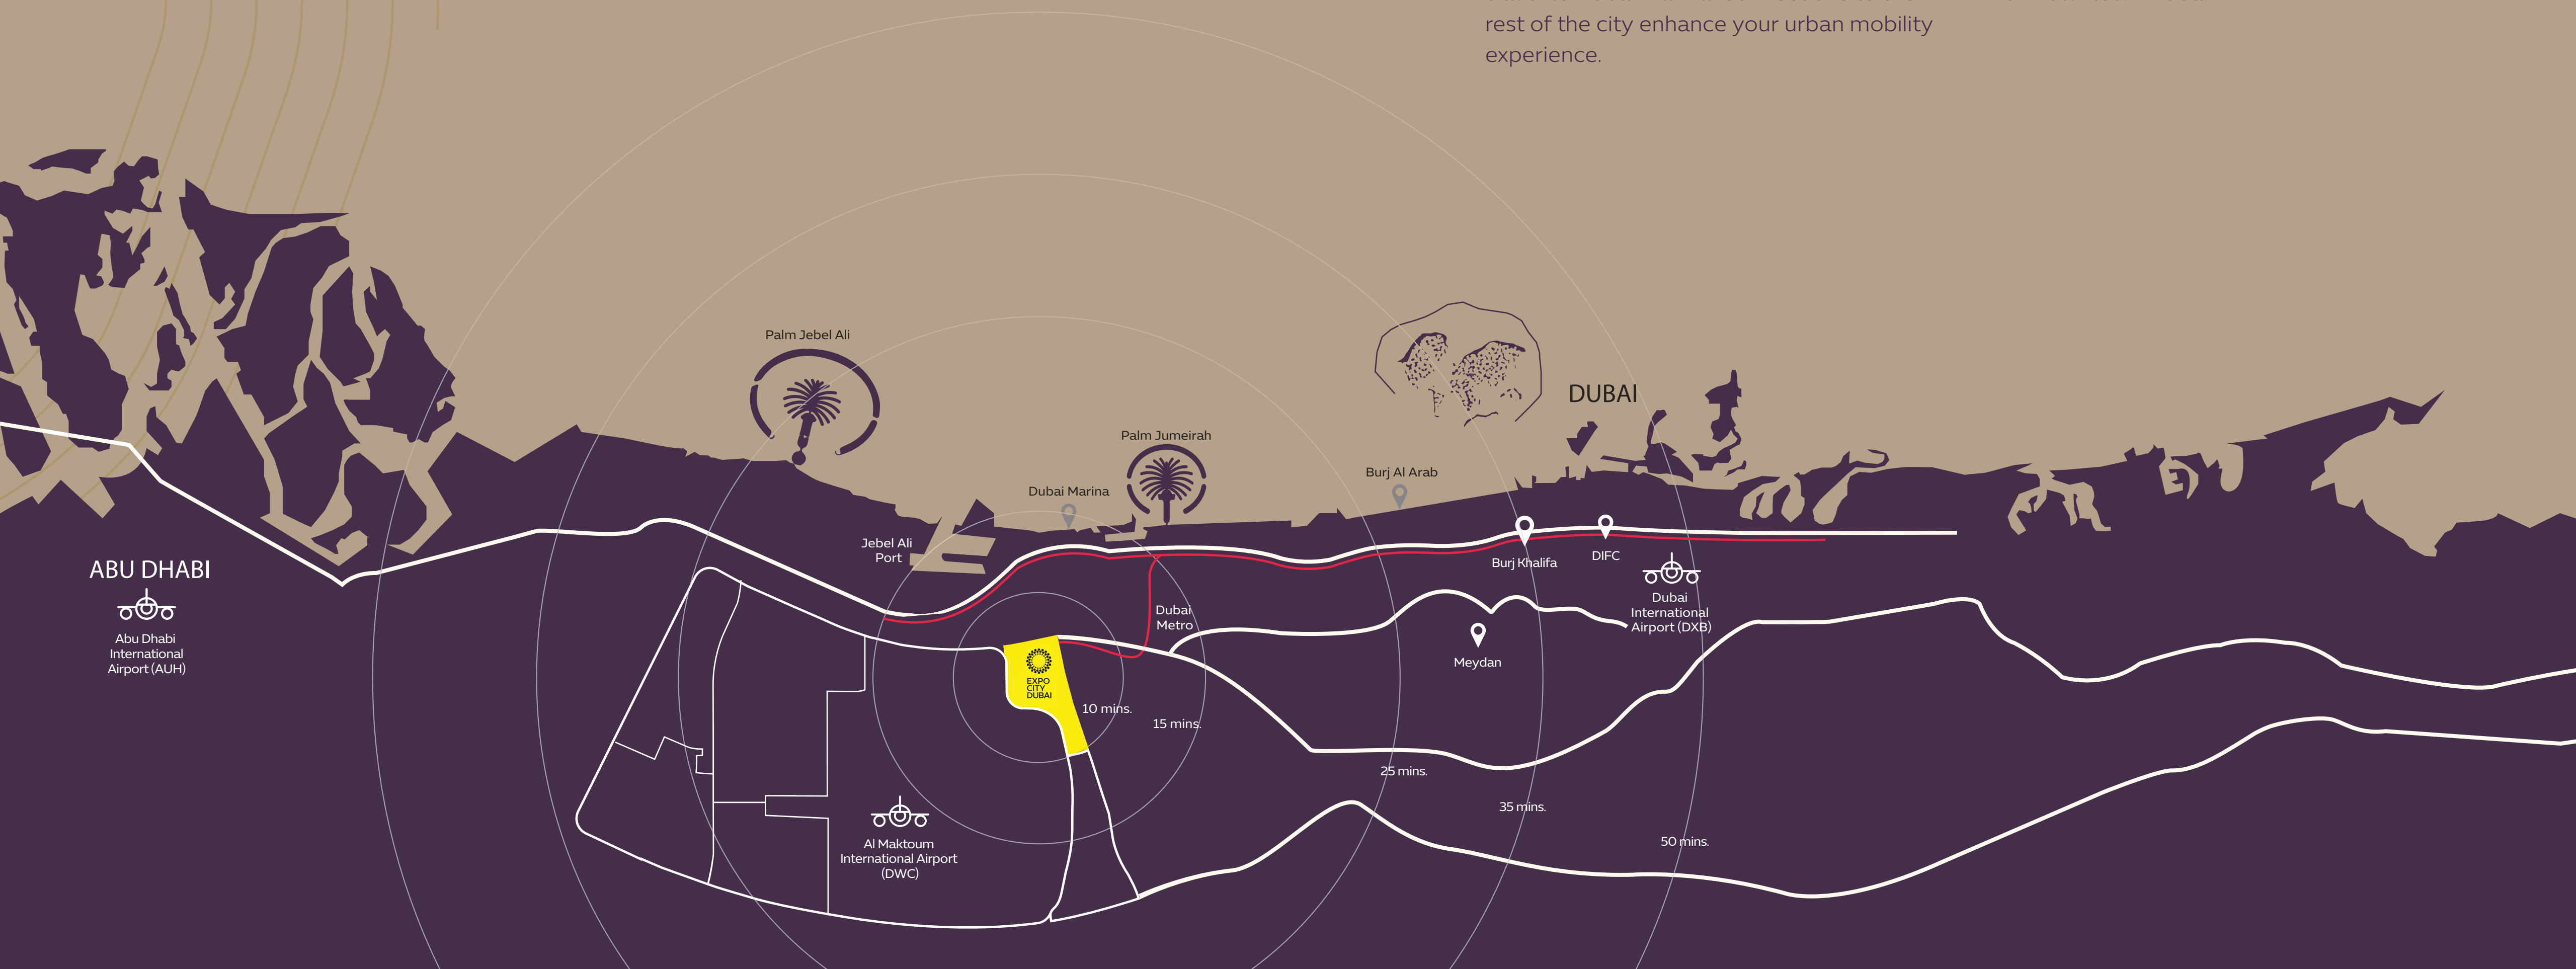 rest of the city enhance your urban mobility
experience.
Palm Jebel Ali
DUBAI
Palm Jumeirah
Burj Al Arab
Dubai Marina
Jebel Ali
Port
Burj Khalifa
DIFC
ABU DHABI
Abu Dhabi
International
Airport (AUH)
Dubai
International
Airport (DXB)
Dubai
Metro
Meydan
EXPO
CITY
DUBAI
10 mins.
15 mins.
25 mins.
35 mins.
50 mins.
Al Maktoum
International Airport
(DWC)